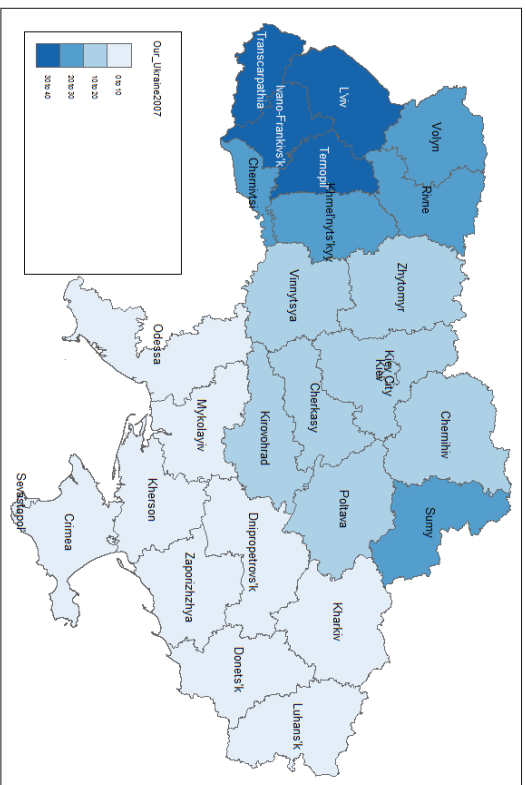 Chernihiv
Volyn
Sumy
Rivne
Zhytomyr
Kiev City
Kiev
L'viv
Poltava
Khmel'nyts'kyy
Ternopil'
Cherkasy
Kharkiv
Luhans'k
Vinnytsya
Ivano-Frankivs'k
Kirovohrad
Transcarpathia
Chernivtsi
Dnipropetrovs'k
Donets'k
Mykolayiv
Zaporizhzhya
Odessa
Kherson
Crimea
Sevastopol'
Our_Ukraine2007
0 to 10
10 to 20
20 to 30
30 to 40